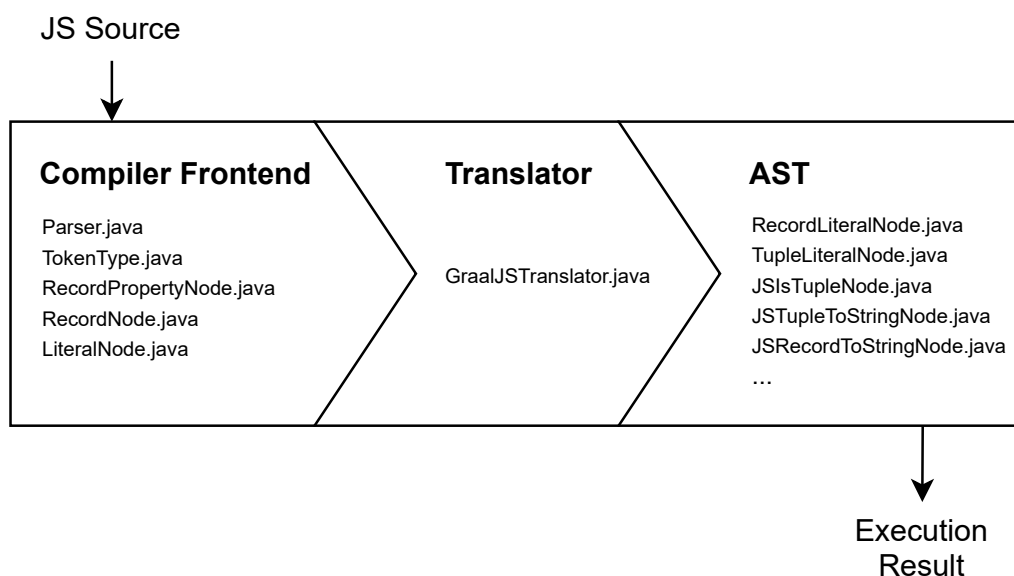 JS Source
Compiler Frontend
Parser.java
TokenType.java
RecordPropertyNode.java
RecordNode.java
LiteralNode.java
Translator
GraalJSTranslator.java
AST
RecordLiteralNode.java
TupleLiteralNode.java
JSIsTupleNode.java
JSTupleToStringNode.java
JSRecordToStringNode.java
...
Execution
Result